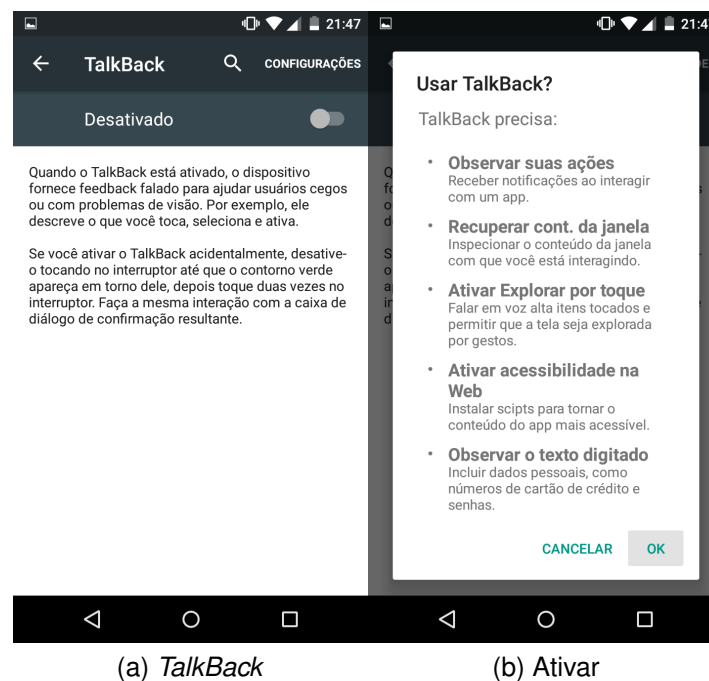 21:47
TalkBack
CONFIGURAÇÕES
Desativado
Quando o TalkBack está ativado, o dispositivo
fornece feedback falado para ajudar usuários cegos
ou com problemas de visão. Por exemplo, ele
descreve o que você toca, seleciona e ativa.
Se você ativar o TalkBack acidentalmente, desative-
o tocando no interruptor até que o contorno verde
apareça em torno dele, depois toque duas vezes no
interruptor. Faça a mesma interação com a caixa de
diálogo de confirmação resultante.
(a) TalkBack
21:4
Usar TalkBack?
TalkBack precisa:
• Observar suas ações
Receber notificações ao interagir
com um app.
• Recuperar cont. da janela
Inspecionar o conteúdo da janela
com que você está interagindo.
• Ativar Explorar por toque
Falar em voz alta itens tocados e
permitir que a tela seja explorada
por gestos.
• Ativar acessibilidade na
Web
Instalar scipts para tornar o
conteúdo do app mais acessível.
• Observar o texto digitado
Incluir dados pessoais, como
números de cartão de crédito e
senhas.
CANCELAR OK
(b) Ativar